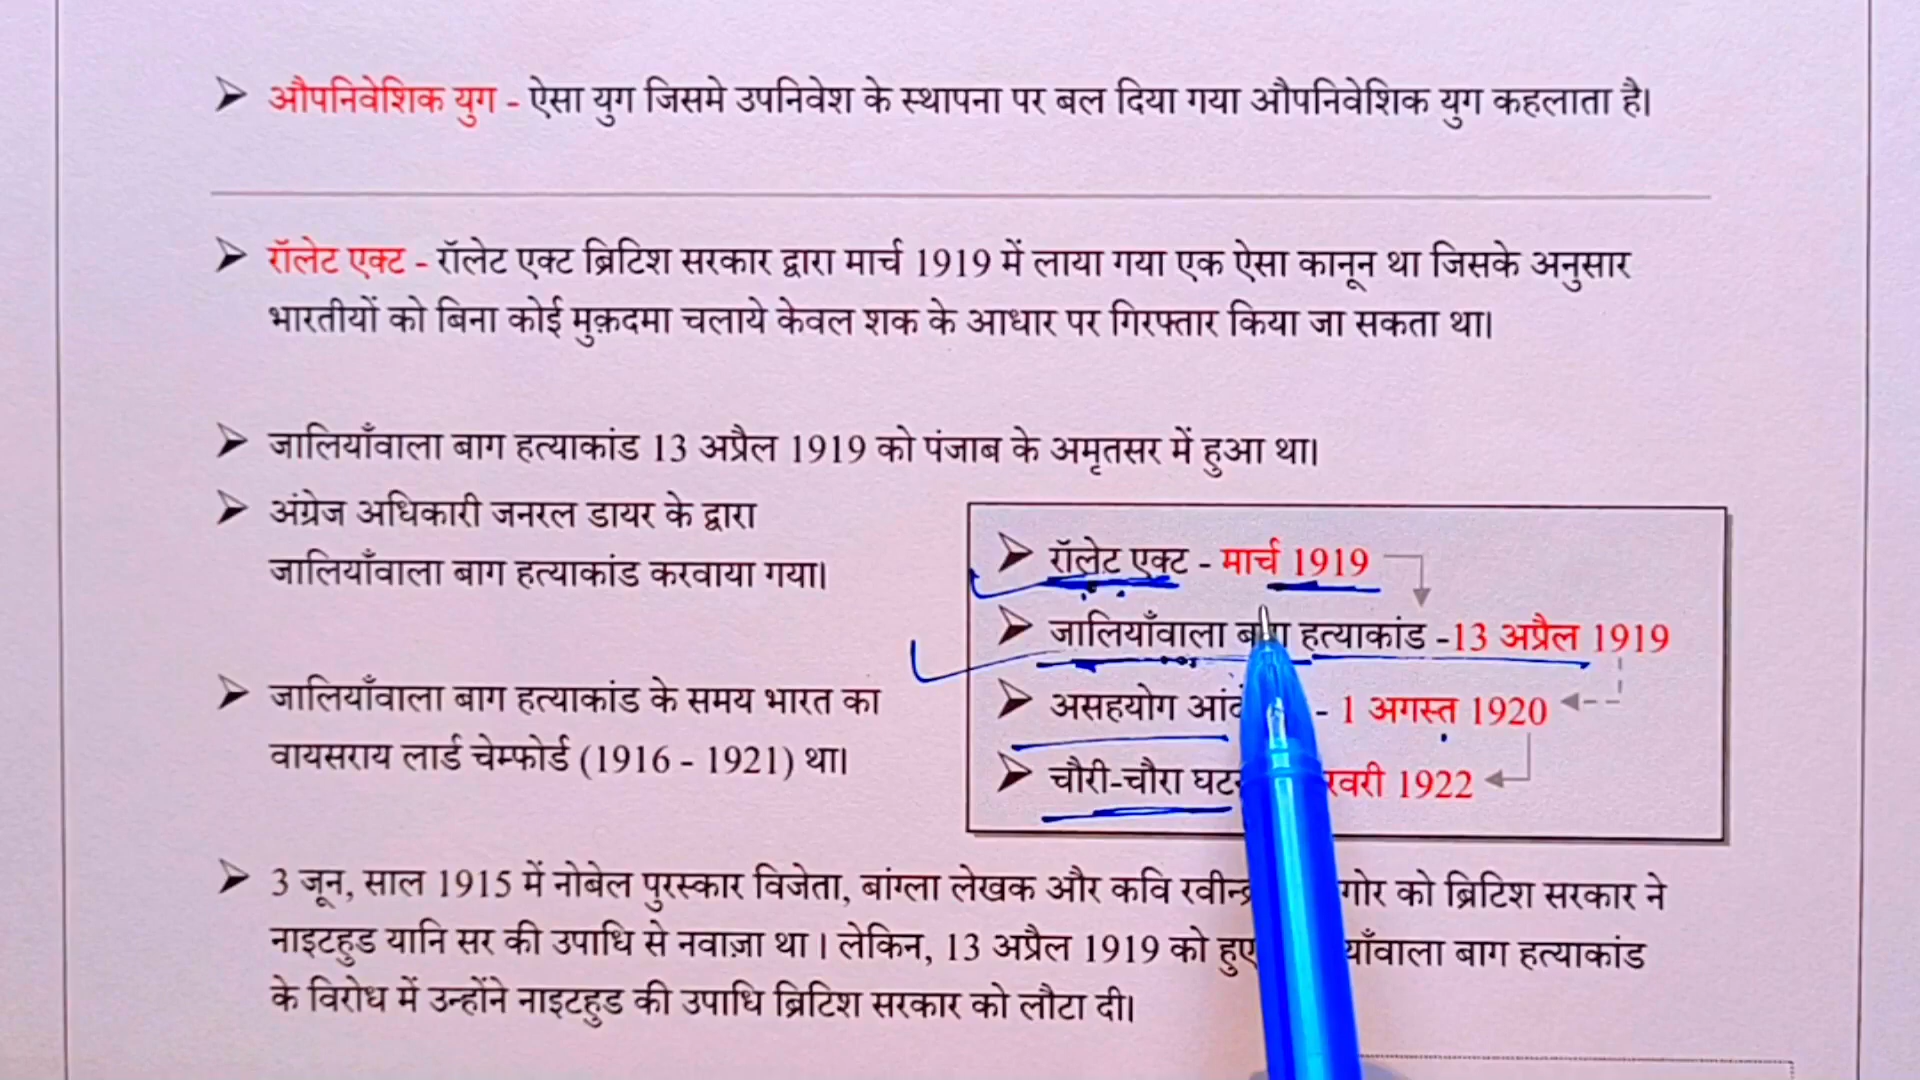 औपनिवेशिक युग - ऐसा युग जिसमे उपनिवेश के स्थापना पर बल दिया गया औपनिवेशिक युग कहलाता है।
रॉलेट एक्ट - रॉलेट एक्ट ब्रिटिश सरकार द्वारा मार्च 1919 में लाया गया एक ऐसा कानून था जिसके अनुसार
भारतीयों को बिना कोई मुक़दमा चलाये केवल शक के आधार पर गिरफ्तार किया जा सकता था।
जालियाँवाला बाग हत्याकांड 13 अप्रैल 1919 को पंजाब के अमृतसर में हुआ था।
अंग्रेज अधिकारी जनरल डायर के द्वारा
जालियाँवाला बाग हत्याकांड करवाया गया।
जालियाँवाला बाग हत्याकांड के समय भारत का
वायसराय लार्ड चेम्फोर्ड (1916 - 1921) था।
रॉलेट एक्ट - मार्च 1919
जालियाँवाला बाग हत्याकांड -13 अप्रैल 1919
असहयोग - 1 अगस्त 1920
चौरी-चौरा 1922
3 जून, साल 1915 में नोबेल पुरस्कार विजेता, बांग्ला लेखक और कवि को ब्रिटिश सरकार ने
नाइटहुड यानि सर की उपाधि से नवाज़ा था। लेकिन, 13 अप्रैल 1919 को बाग हत्याकांड
के विरोध में उन्होंने नाइटहुड की उपाधि ब्रिटिश सरकार को लौटा दी।